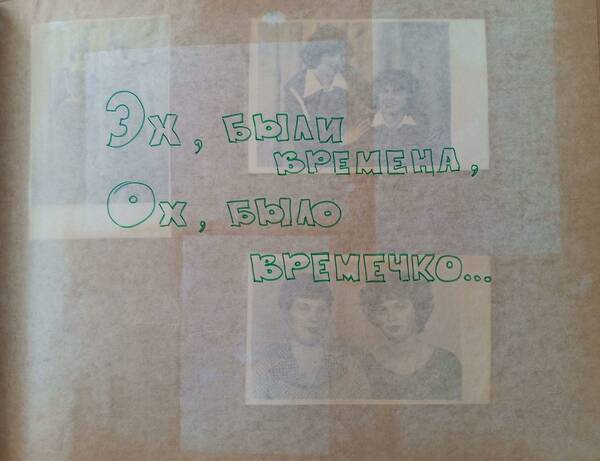 Эх, были
времена,
Ох, было
времечко...